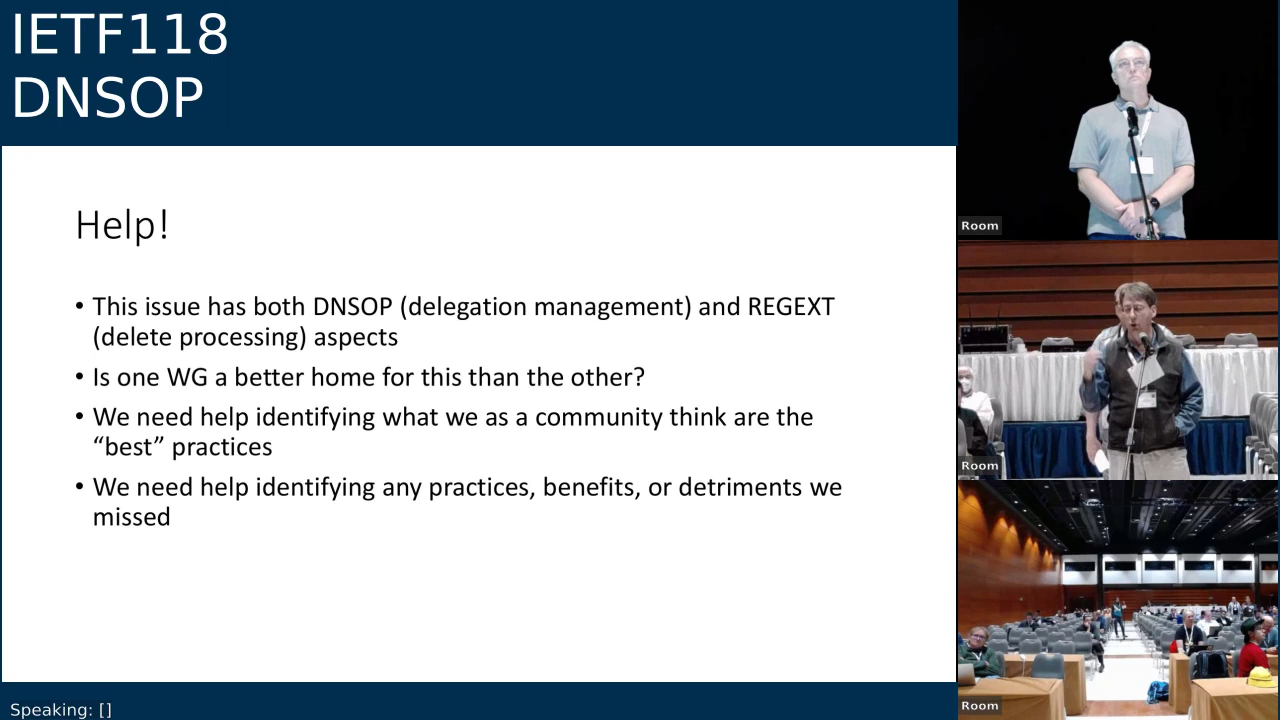 IETF118
DNSOP
Help!
• This issue has both DNSOP (delegation management) and REGEXT
(delete processing) aspects
• Is one WG a better home for this than the other?
• We need help identifying what we as a community think are the
“best” practices
• We need help identifying any practices, benefits, or detriments we
missed
Room
Room
Room
Speaking: []